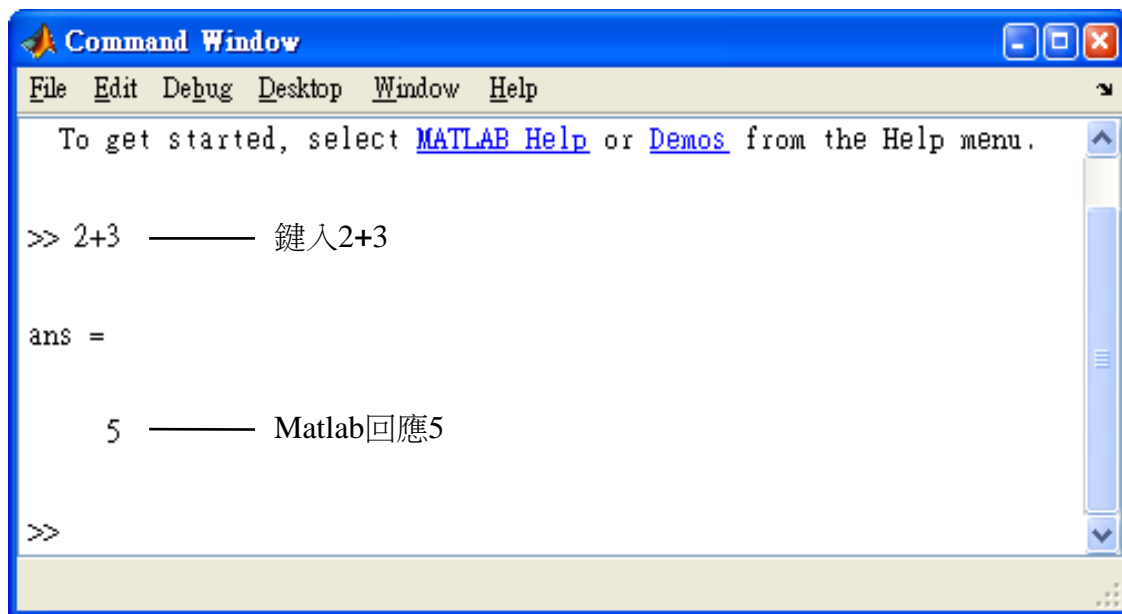 Command Window
File Edit Debug Desktop Window Help
To get started, select MATLAB Help or Demos from the Help menu.
>> 2+3 鍵入2+3
ans =
5 Matlab回應5
>>